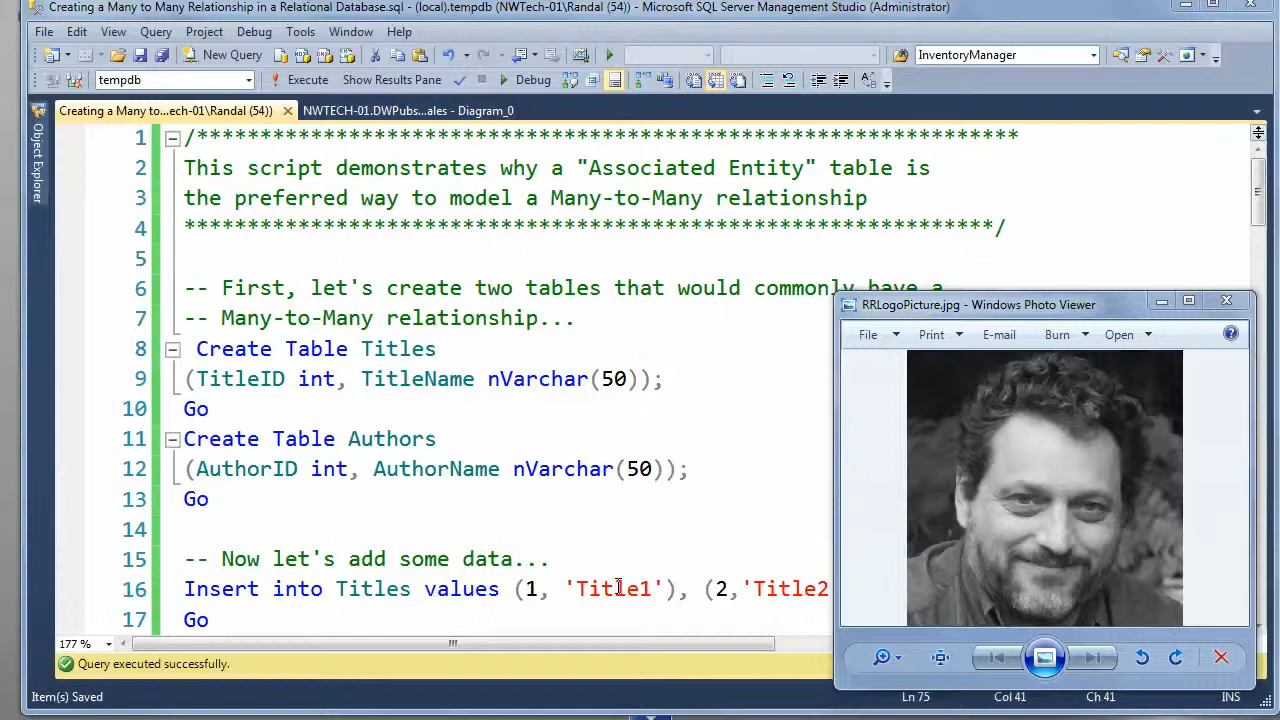 Creating a Many to Many Relationship in a Relational Database.sql - (local).tempdb (NWTech-01\Randal (54)) - Microsoft SQL Server Management Studio (Administrator)
File Edit View Query Project Debug Tools Window Help
New Query InventoryManager
tempdb Execute Show Results Pane Debug
Object Explorer
Creating a Many to...ech-01\Randal (54)) NWTECH-01.DWPubs...ales - Diagram_0
1 /*****************************************************************
2 This script demonstrates why a "Associated Entity" table is
3 the preferred way to model a Many-to-Many relationship
4 ****************************************************************/
5
6 -- First, let's create two tables that would commonly have a
7 -- Many-to-Many relationship...
8 Create Table Titles
9 (TitleID int, TitleName nVarchar(50));
10 Go
11 Create Table Authors
12 (AuthorID int, AuthorName nVarchar(50));
13 Go
14
15 -- Now let's add some data...
16 Insert into Titles values (1, 'Title1'), (2,'Title2
17 Go
177 %
Query executed successfully.
Item(s) Saved Ln 75 Col 41 Ch 41 INS
RRLogoPicture.jpg - Windows Photo Viewer
File Print E-mail Burn Open